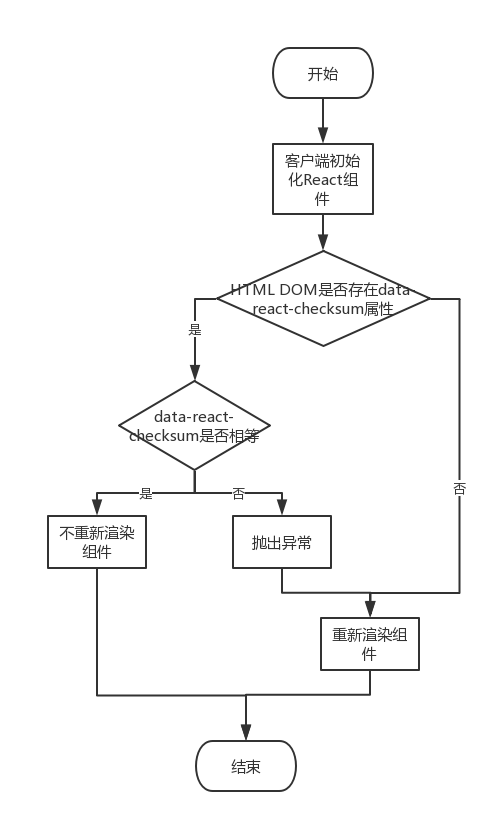 开始
客户端初始
化React组
件
HTML DOM是否存在data-
react-checksum属性
是
data-react-
checksum是否相等
是
否
否
不重新渲染
组件
抛出异常
重新渲染组
件
结束